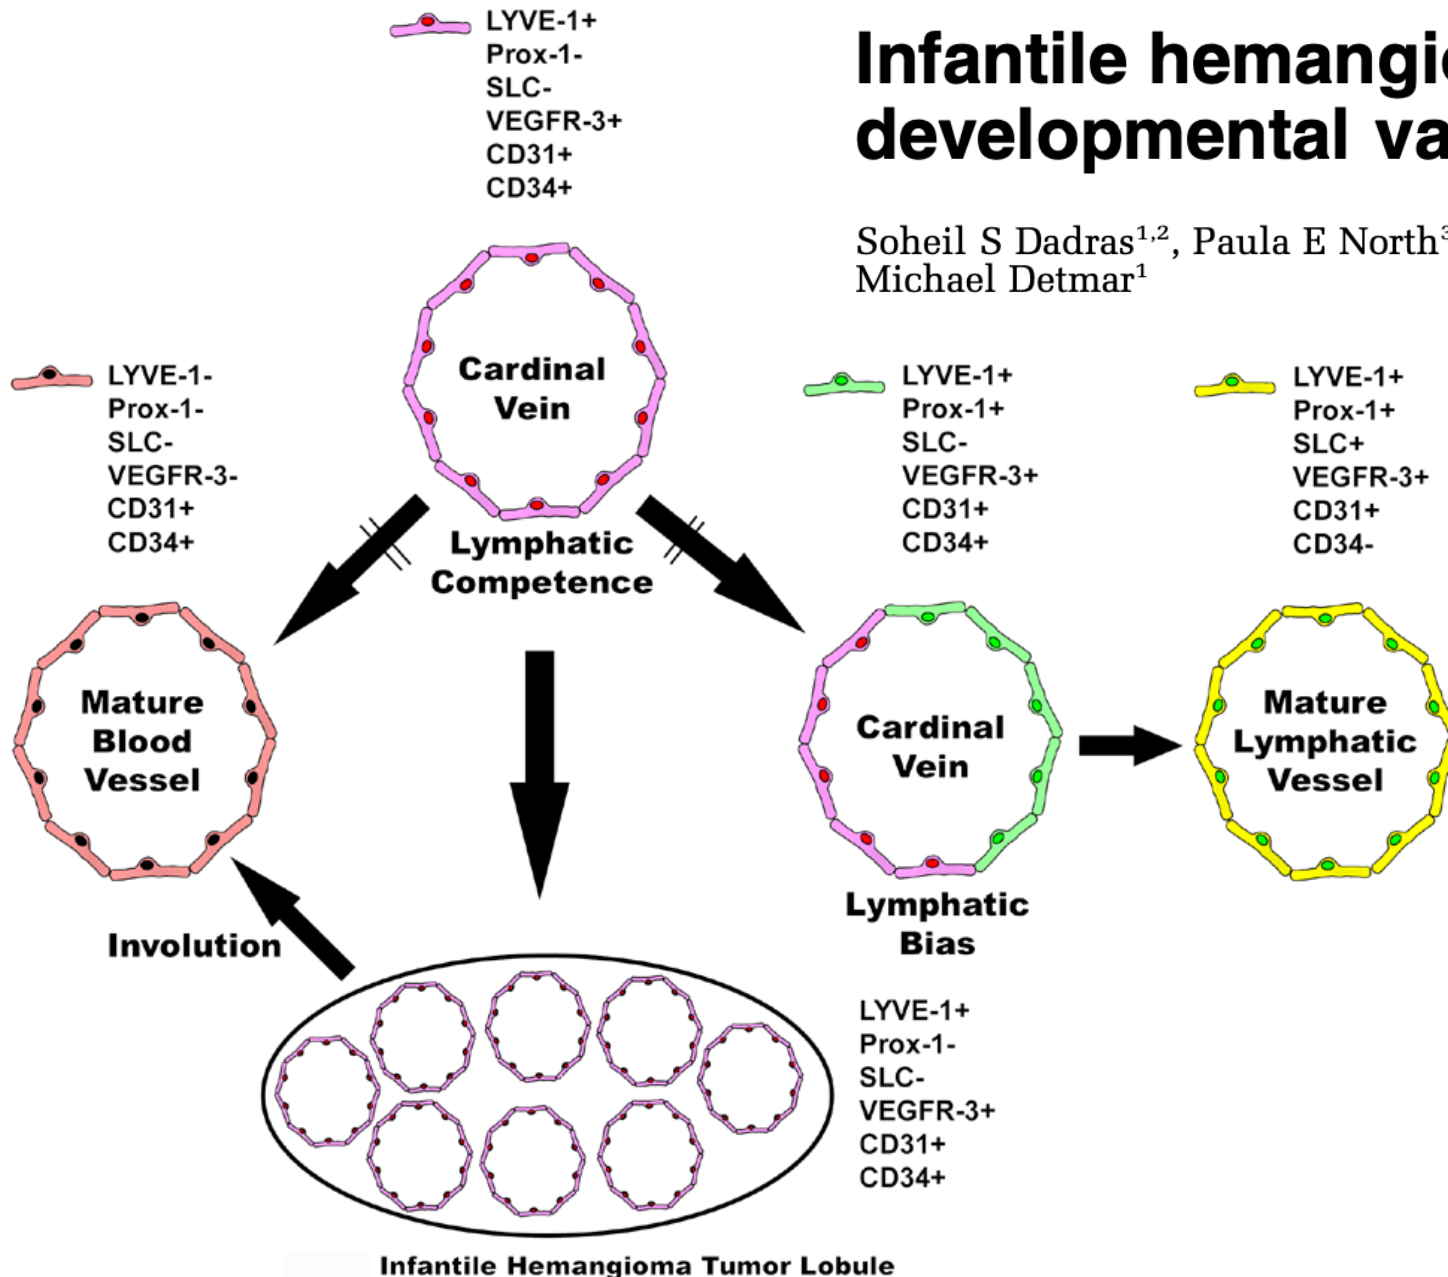 LYVE-1+
Prox-1-
SLC-
VEGFR-3+
CD31+
CD34+
Infantile
developmental
Soheil S Dadras¹,², Paula E North³
Michael Detmar¹
Cardinal
Vein
Lymphatic
Competence
LYVE-1-
Prox-1-
SLC-
VEGFR-3-
CD31+
CD34+
Mature
Blood
Vessel
LYVE-1+
Prox-1+
SLC-
VEGFR-3+
CD31+
CD34+
Cardinal
Vein
Lymphatic
Bias
LYVE-1+
Prox-1+
SLC+
VEGFR-3+
CD31+
CD34-
Mature
Lymphatic
Vessel
Involution
LYVE-1+
Prox-1-
SLC-
VEGFR-3+
CD31+
CD34+
Infantile Hemangioma Tumor Lobule